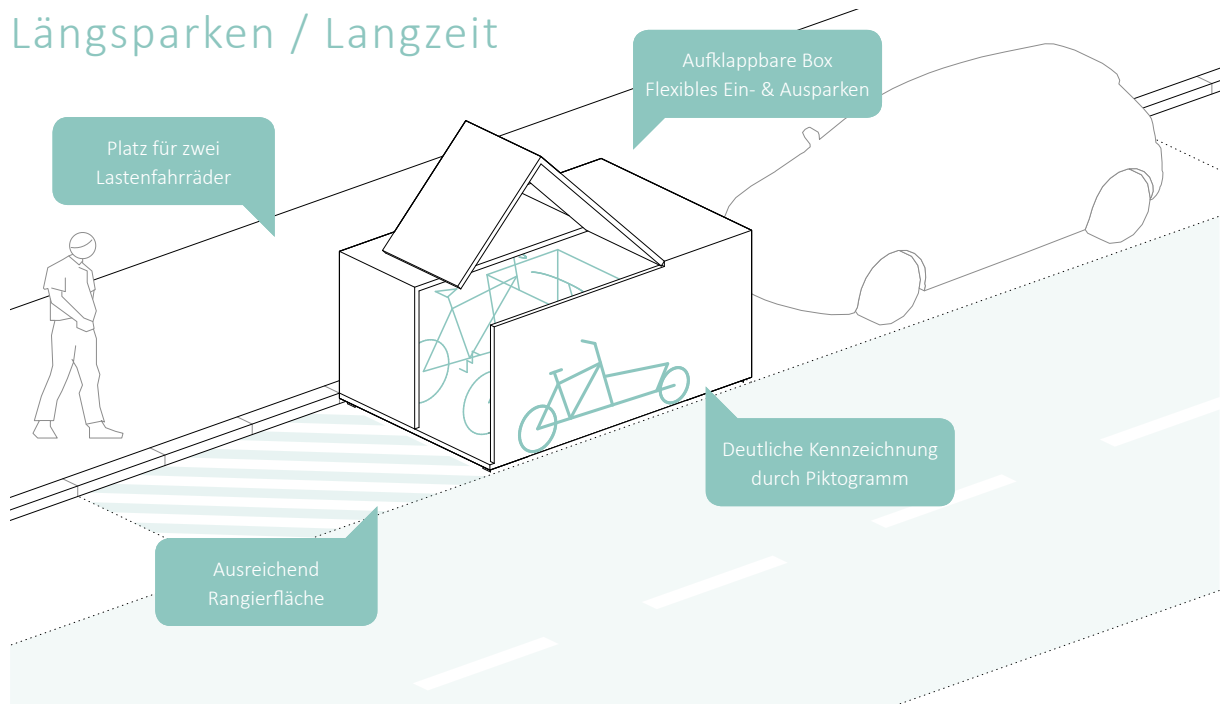 Längsparken / Langzeit
Aufklappbare Box
Flexibles Ein- & Ausparken
Platz für zwei
Lastenfahrräder
Deutliche Kennzeichnung
durch Piktogramm
Ausreichend
Rangierfläche